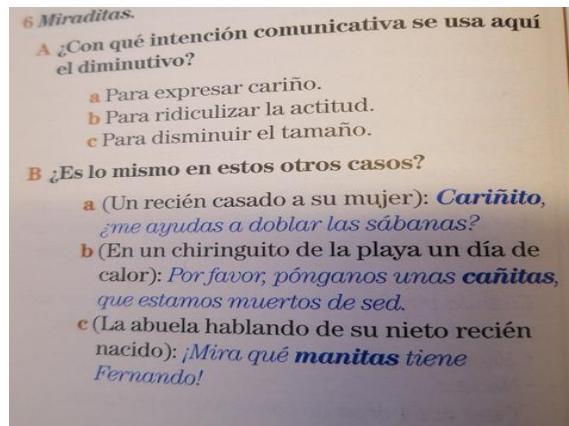 6 Miraditas.
A ¿Con qué intención comunicativa se usa aquí
el diminutivo?
a Para expresar cariño.
b Para ridiculizar la actitud.
c Para disminuir el tamaño.
B ¿Es lo mismo en estos otros casos?
a (Un recién casado a su mujer): Cariñito,
¿me ayudas a doblar las sábanas?
b (En un chiringuito de la playa un día de
calor): Por favor, pónganos unas cañitas,
que estamos muertos de sed.
c (La abuela hablando de su nieto recién
nacido): ¡Mira qué manitas tiene
Fernando!